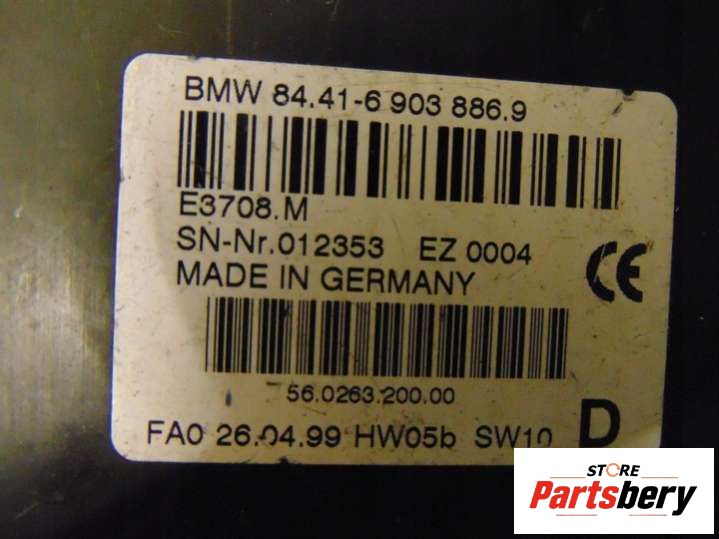 BMW 84.41-6 903 886.9
E3708.M
SN-Nr.012353 EZ 0004
MADE IN GERMANY
CE
56.0263.200.00
FA0 26.04.99 HW05b SW10 D
STORE
Partsbery